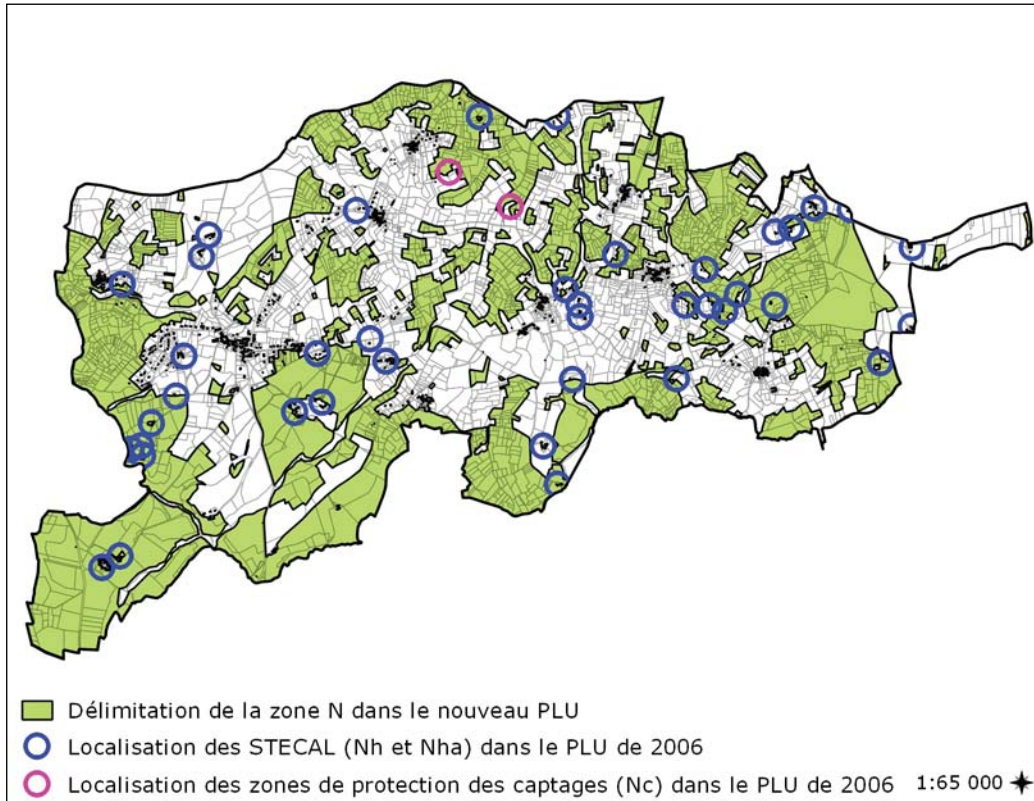 Délimitation de la zone N dans le nouveau PLU
Localisation des STECAL (Nh et Nha) dans le PLU de 2006
Localisation des zones de protection des captages (Nc) dans le PLU de 2006 1:65 000